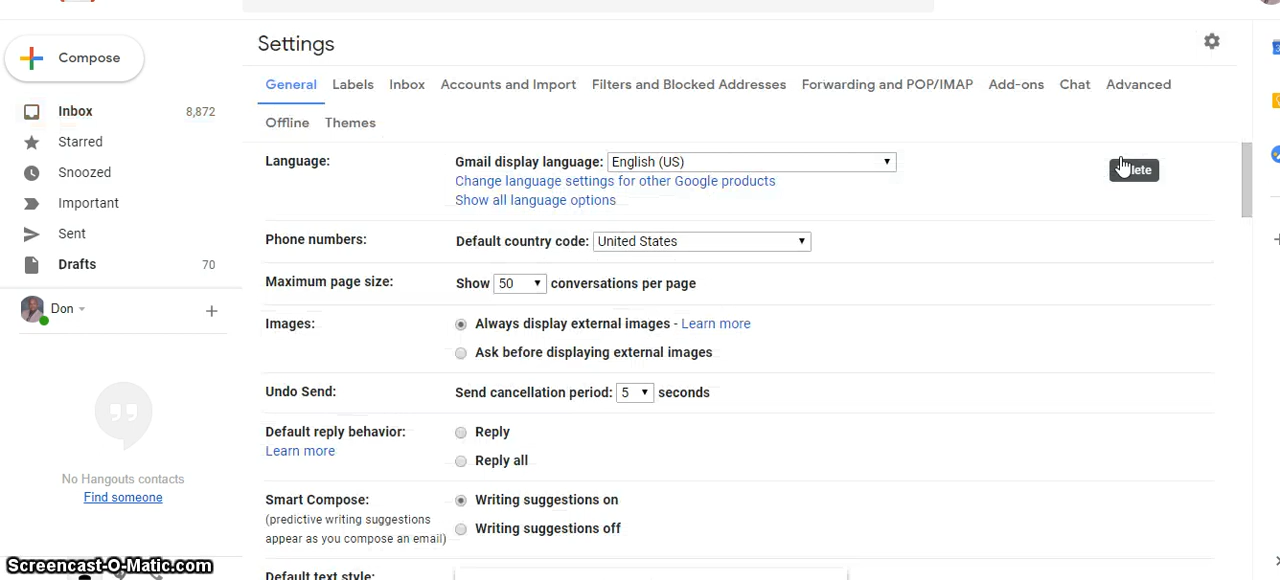 Compose
Settings
General Labels Inbox Accounts and Import Filters and Blocked Addresses Forwarding and POP/IMAP Add-ons Chat Advanced
Offline Themes
Inbox 8,872
Starred
Snoozed
Important
Sent
Drafts 70
Don
No Hangouts contacts
Find someone
Language:
Gmail display language: English (US)
Change language settings for other Google products
Show all language options
Phone numbers:
Default country code: United States
Maximum page size:
Show 50 conversations per page
Images:
Always display external images - Learn more
Ask before displaying external images
Undo Send:
Send cancellation period: 5 seconds
Default reply behavior:
Learn more
Reply
Reply all
Smart Compose:
(predictive writing suggestions
appear as you compose an email)
Writing suggestions on
Writing suggestions off
Default text style:
Screencast-O-Matic.com